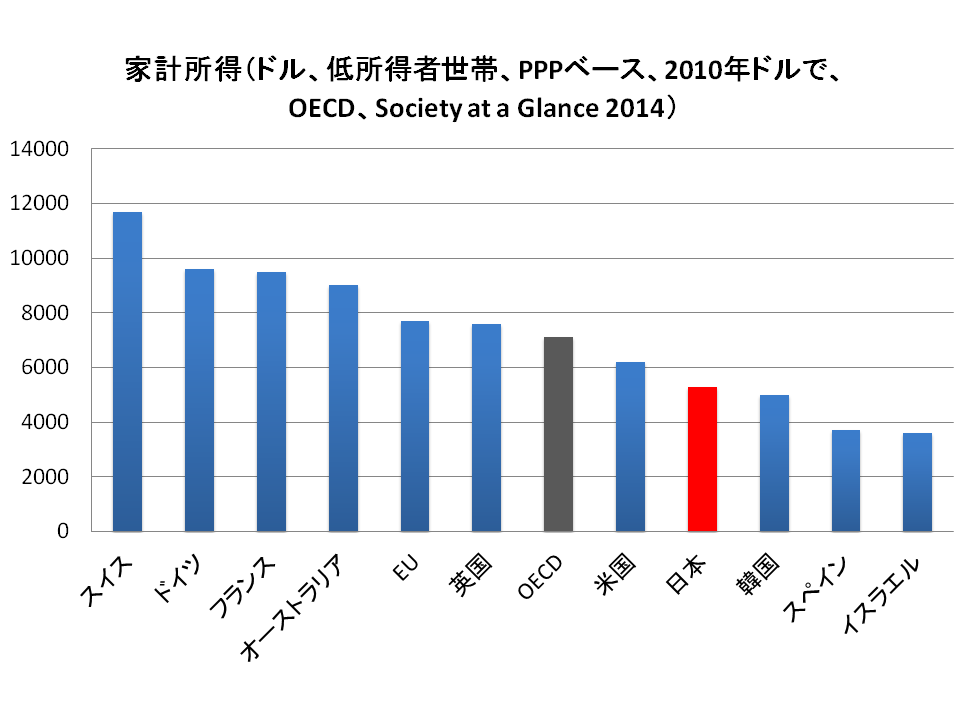 家計所得（ドル、低所得者世帯、PPPベース、2010年ドルで、
OECD、Society at a Glance 2014）
14000
12000
10000
8000
6000
4000
2000
0
スイス
ドイツ
フランス
オーストラリア
EU
英国
OECD
米国
日本
韓国
スペイン
イスラエル